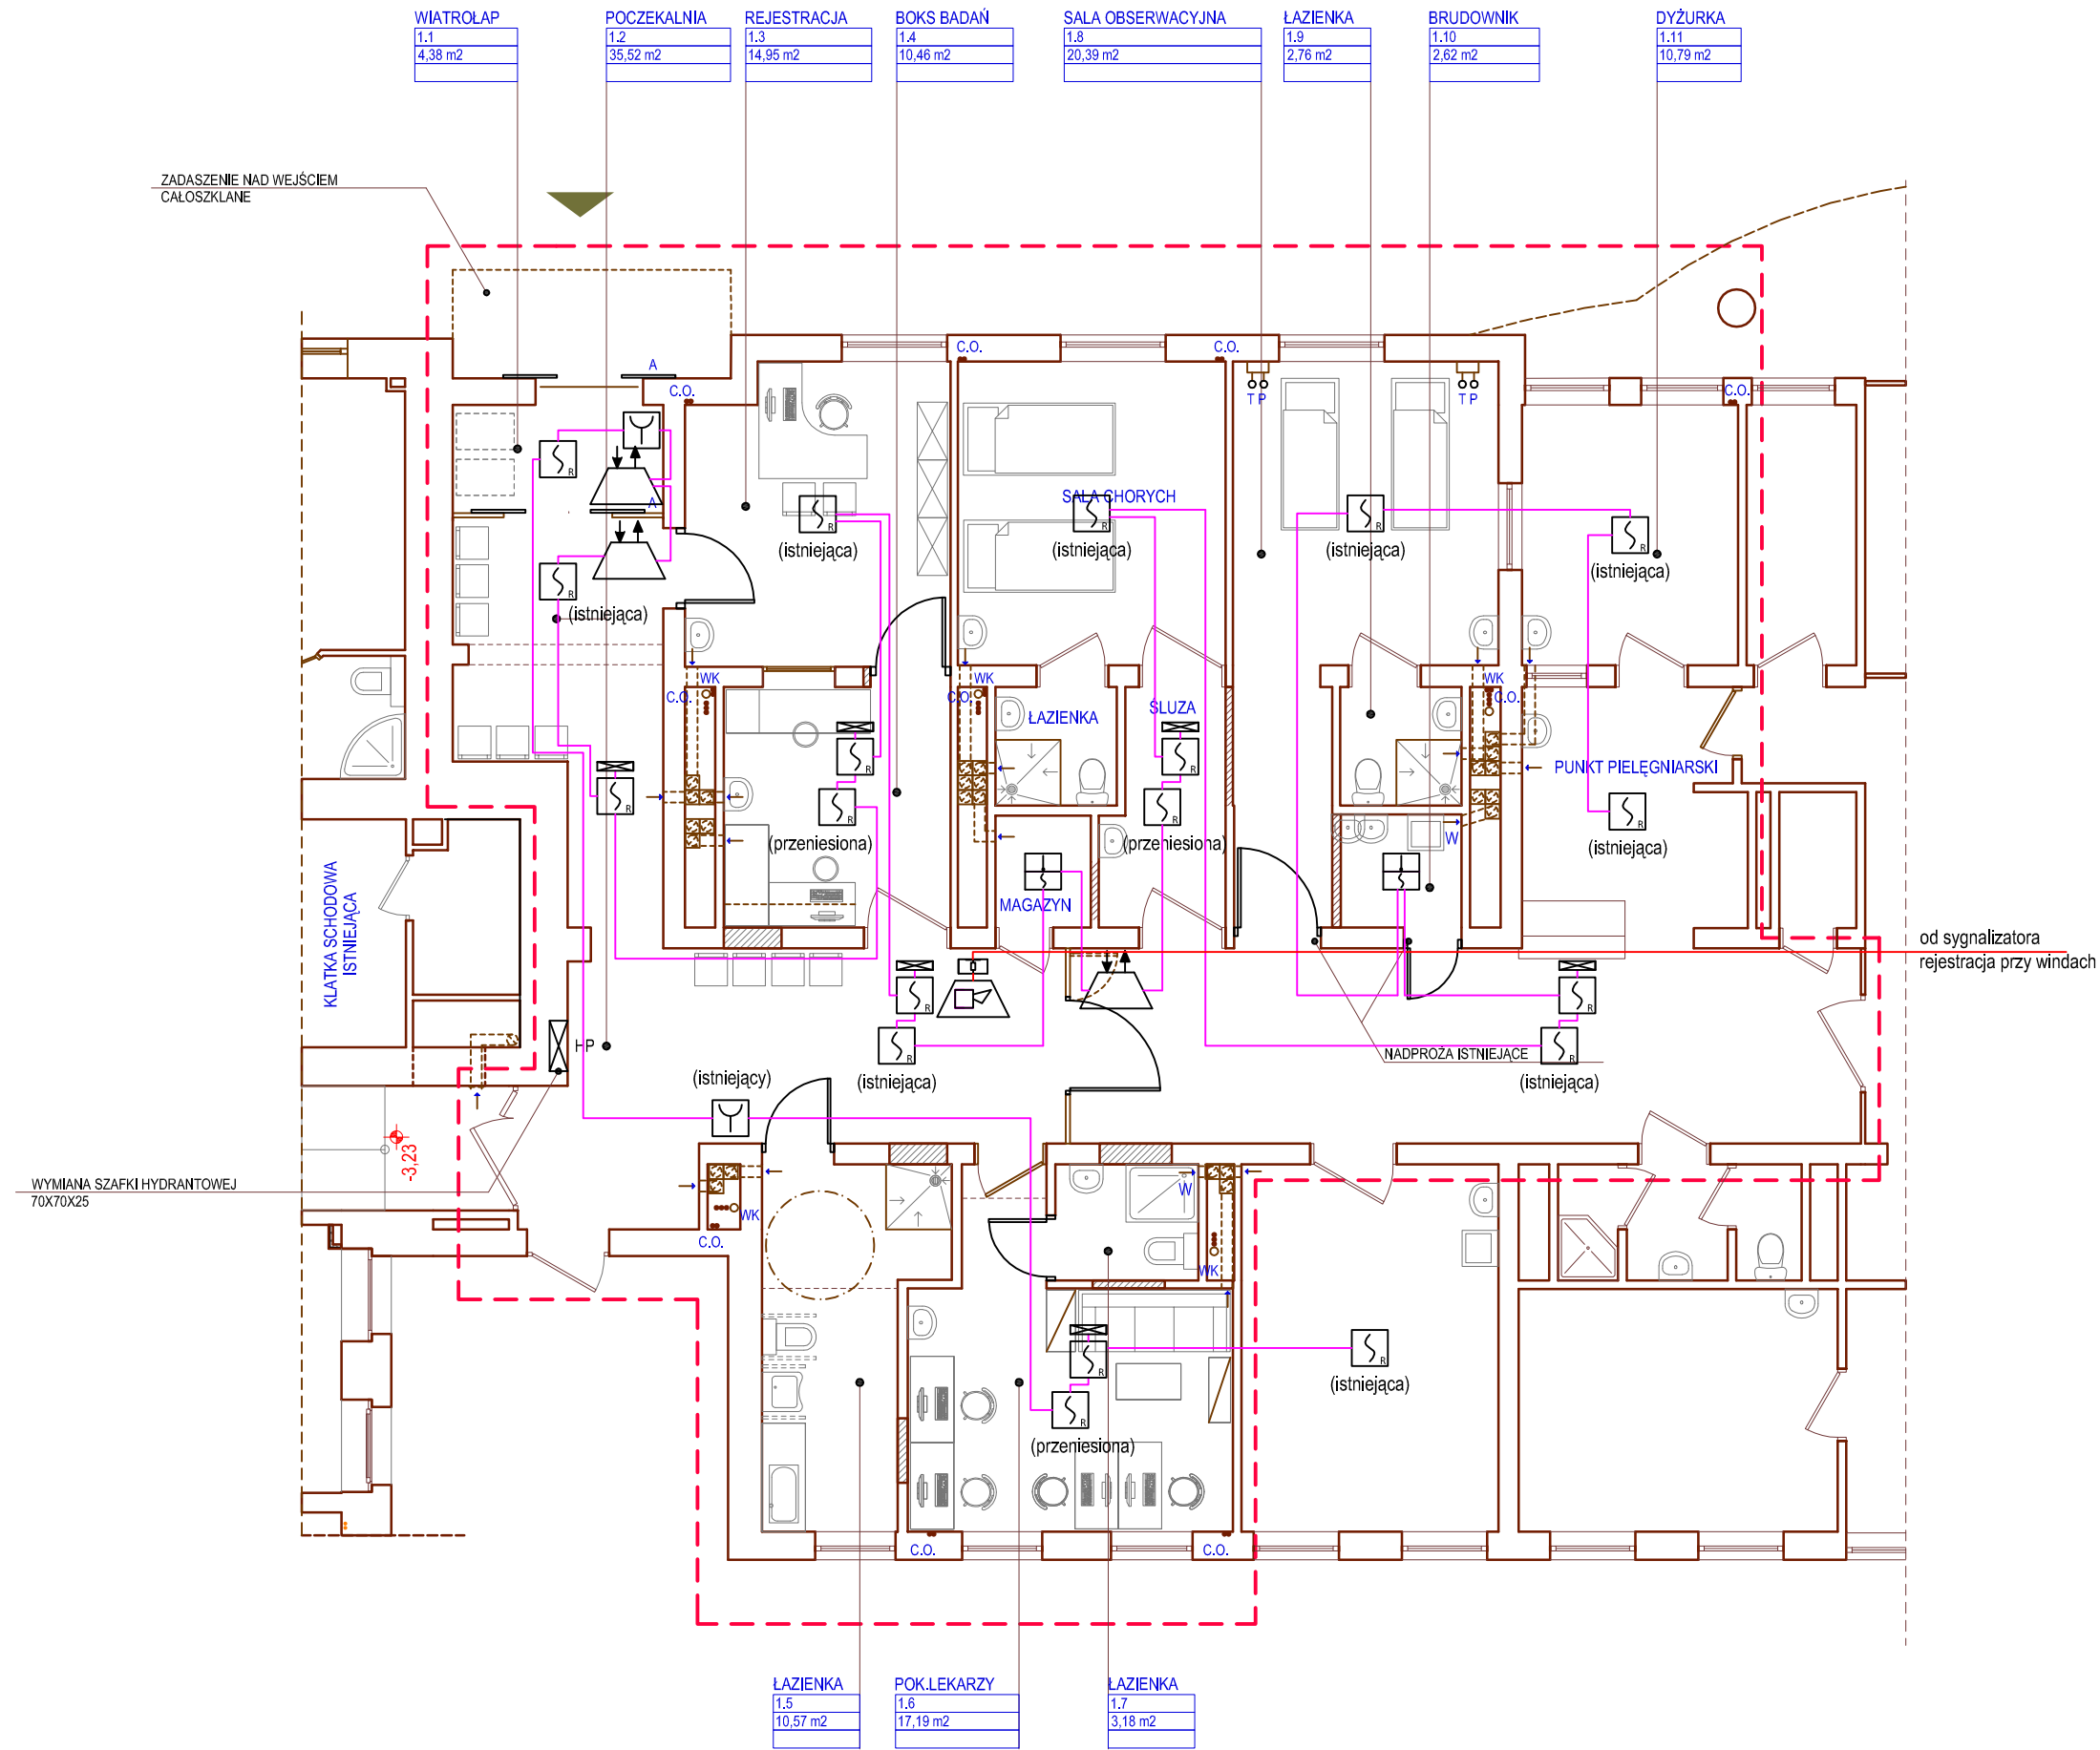 WIATROŁAP
1.1
4,38 m2
POCZEKALNIA
1.2
35,52 m2
REJESTRACJA
1.3
14,95 m2
BOKS BADAŃ
1.4
10,46 m2
SALA OBSERWACYJNA
1.8
20,39 m2
ŁAZIENKA
1.9
2,76 m2
BRUDOWNIK
1.10
2,62 m2
DYŻURKA
1.11
10,79 m2
ZADASZENIE NAD WEJŚCIEM
CAŁOSZKLANE
C.O.
C.O.
A
C.O.
T P
T P
C.O.
R
A
SALA CHORYCH
R
R
R
R
(istniejąca)
(istniejąca)
(istniejąca)
(istniejąca)
R
(istniejąca)
WK
C.O.
WK
C.O.
WK
C.O.
ŁAZIENKA
ŚLUZA
R
R
PUNKT PIELĘGNIARSKI
R
R
R
R
(przeniesiona)
(przeniesiona)
W
(istniejąca)
KLATKA SCHODOWA
ISTNIEJĄCA
MAGAZYN
od sygnalizatora
rejestracja przy windach
R
R
HP
R
R
NADPROŻA ISTNIEJĄCE
(istniejący)
(istniejąca)
(istniejąca)
-3,23
WYMIANA SZAFKI HYDRANTOWEJ
70X70X25
W
WK
C.O.
WK
R
R
(istniejąca)
R
(przeniesiona)
C.O.
C.O.
ŁAZIENKA
1.5
10,57 m2
POK.LEKARZY
1.6
17,19 m2
ŁAZIENKA
1.7
3,18 m2